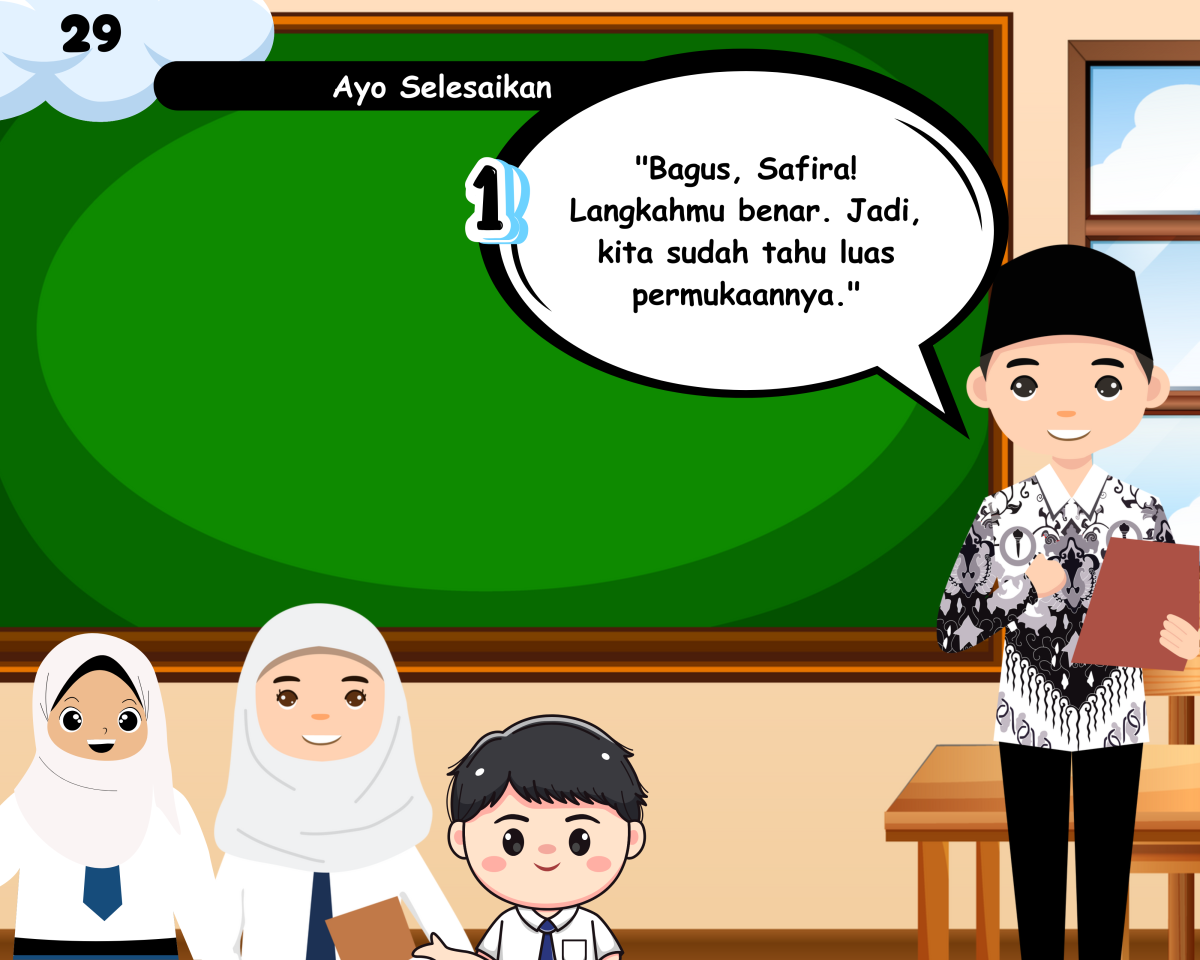 29
Ayo Selesaikan
1
"Bagus, Safira!
Langkahmu benar. Jadi,
kita sudah tahu luas
permukaannya."